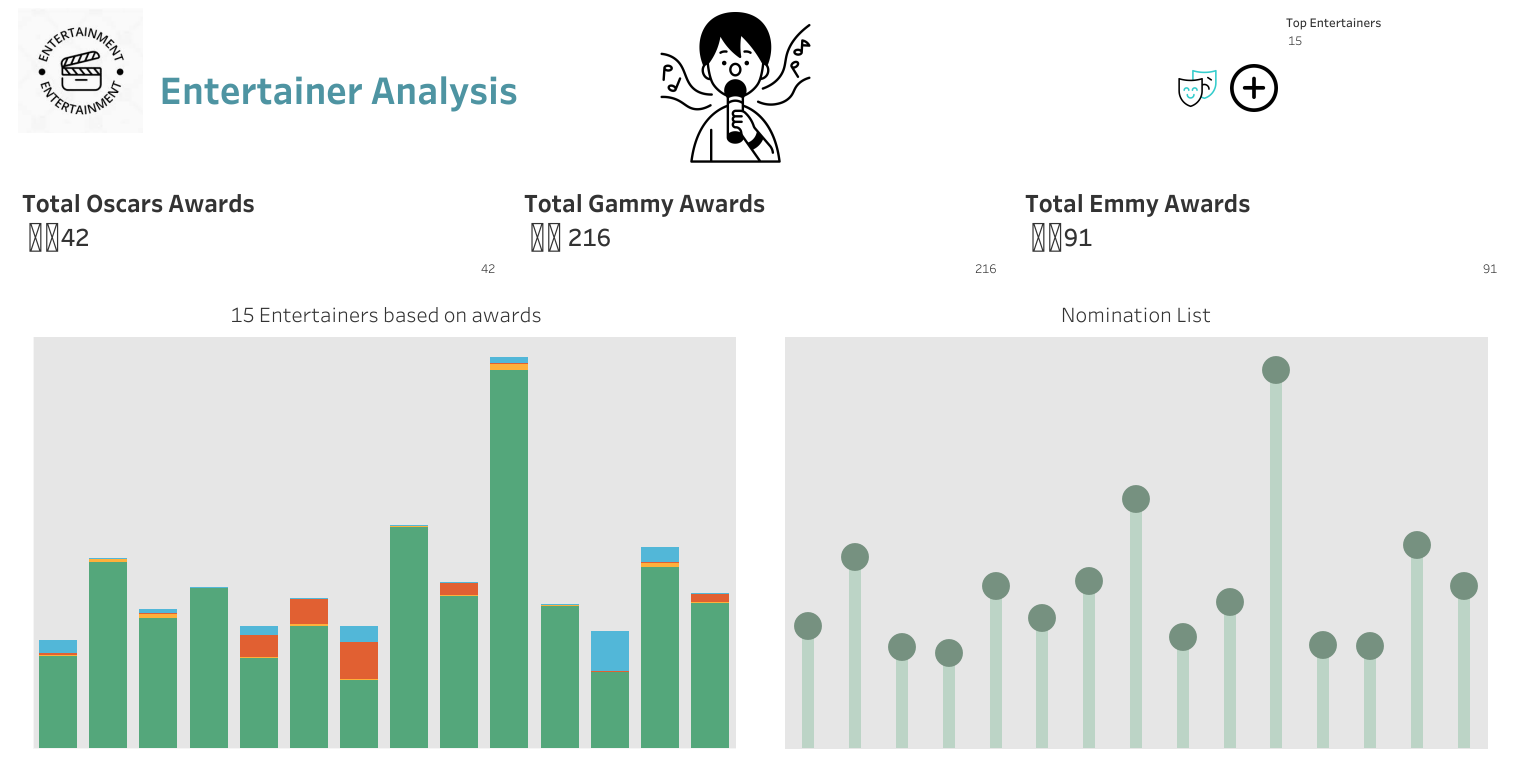 ENTERTAINMENT
ENTERTAINMENT
Entertainer Analysis
Top Entertainers
15
Total Oscars Awards
42
Total Gammy Awards
216
Total Emmy Awards
91
42
216
91
15 Entertainers based on awards
Nomination List